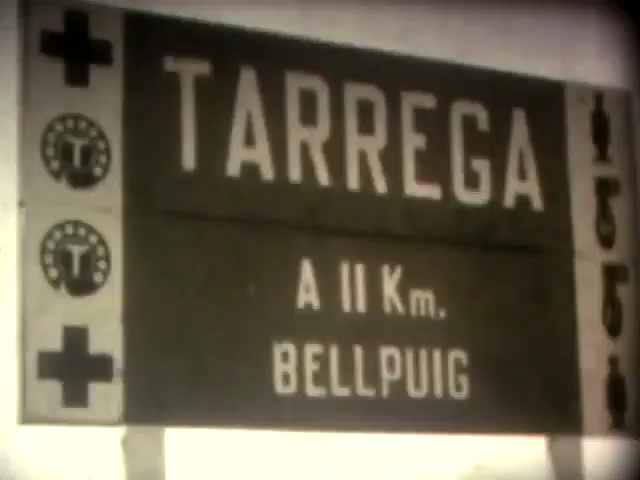 TARREGA
A 11 Km.
BELLPUIG
T
T